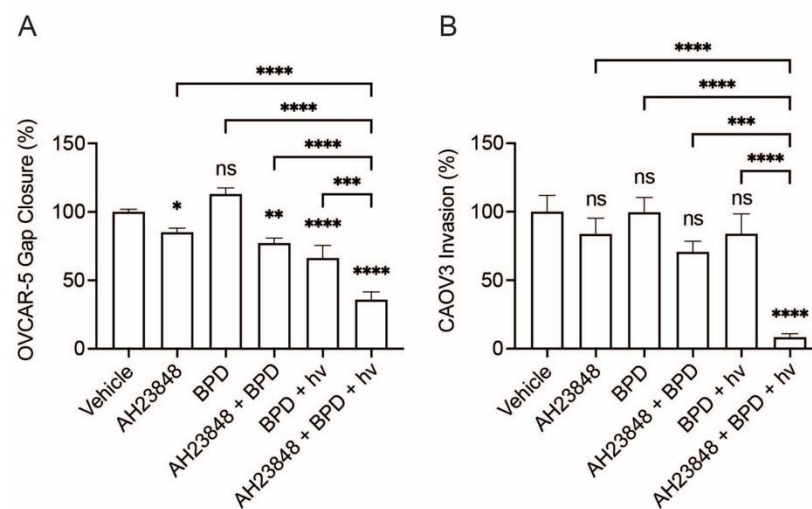 A
OVCAR-5 Gap Closure (%)
150
100
50
0
****
****
****
***
*
ns
**
****
****
Vehicle
AH23848
BPD
AH23848 + BPD
BPD + hv
AH23848 + BPD + hv
B
CAOV3 Invasion (%)
150
100
50
0
****
****
***
****
ns
ns
ns
ns
****
Vehicle
AH23848
BPD
AH23848 + BPD
BPD + hv
AH23848 + BPD + hv